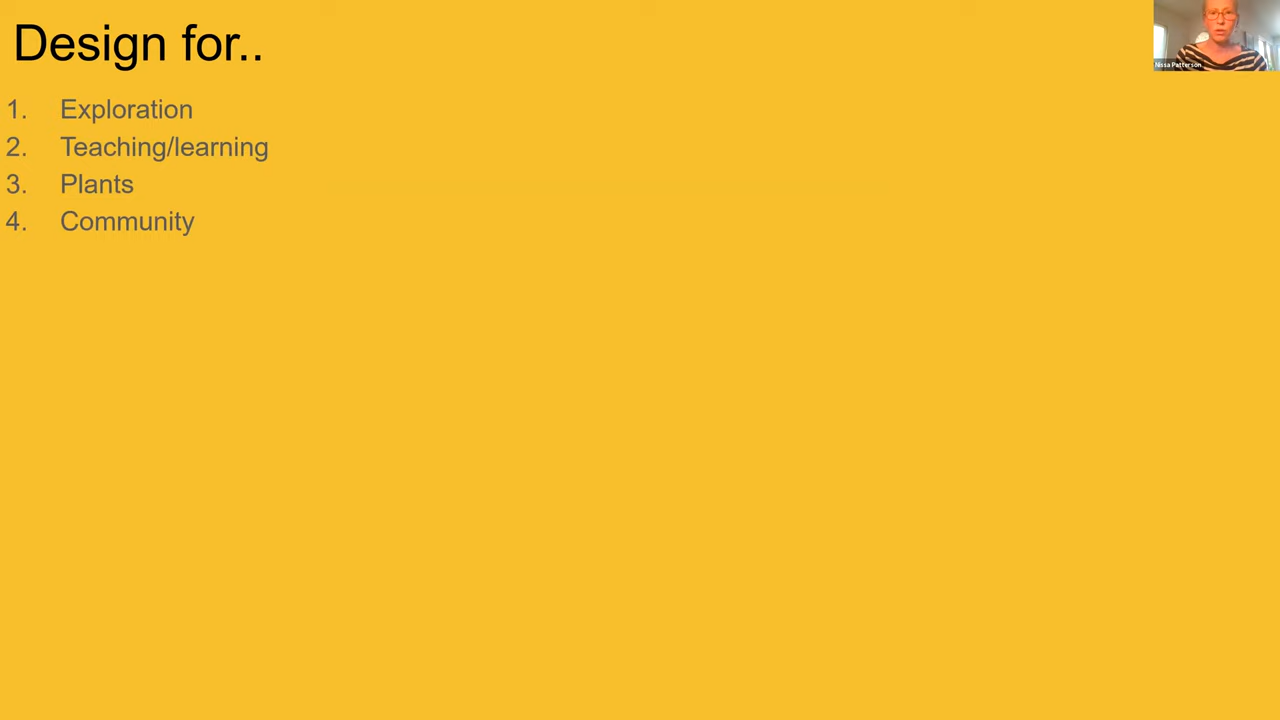 Design for..
1. Exploration
2. Teaching/learning
3. Plants
4. Community
Nissa Patterson